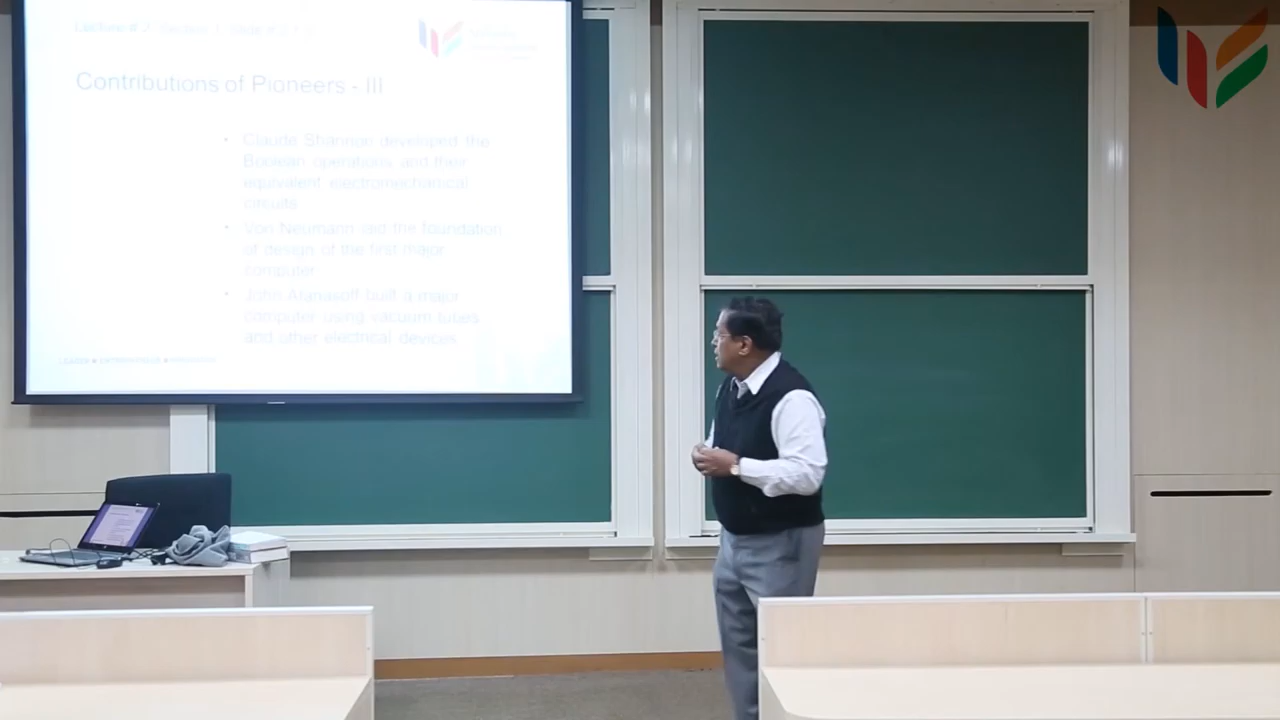 Contributions of Pioneers - III
• Claude Shannon developed the
Boolean operations and their
equivalent electromechanical
circuits
• Von Neumann laid the foundation
of design of the first major
computer
• John Atanasoff built a major
computer using vacuum tubes
and other electrical devices